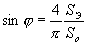 sin φ = 4/π S_Э/S_o